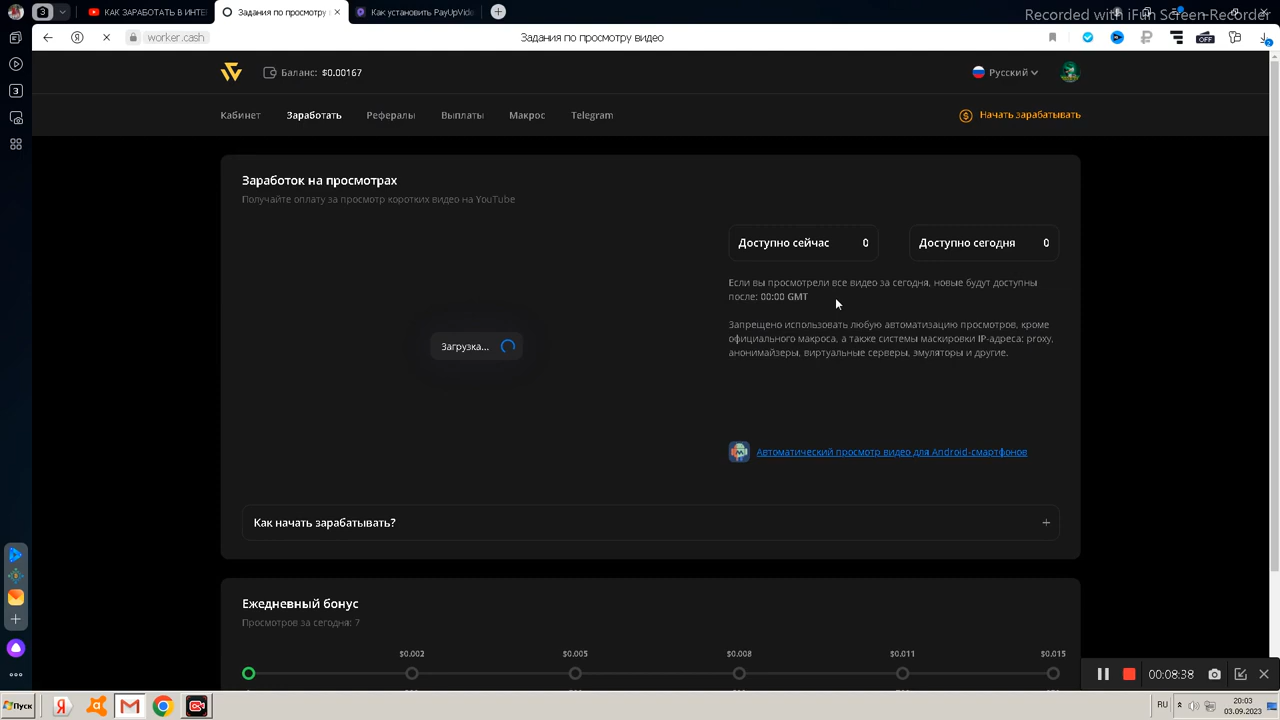 Recorded with iFun Screen Recorder
3
КАК ЗАРАБОТАТЬ В ИНТЕ
Задания по просмотру
Как установить PayUpVide
worker.cash
Задания по просмотру видео
OFF
2
Баланс: $0.00167
Русский
3
Кабинет
Заработать
Рефералы
Выплаты
Макрос
Telegram
Начать зарабатывать
Заработок на просмотрах
Получайте оплату за просмотр коротких видео на YouTube
Доступно сейчас 0
Доступно сегодня 0
Если вы просмотрели все видео за сегодня, новые будут доступны
после: 00:00 GMT
Запрещено использовать любую автоматизацию просмотров, кроме
официального макроса, а также системы маскировки IP-адреса: proxy,
анонимайзеры, виртуальные серверы, эмуляторы и другие.
Загрузка...
Автоматический просмотр видео для Android-смартфонов
Как начать зарабатывать?
Ежедневный бонус
Просмотров за сегодня: 7
$0.002
$0.005
$0.008
$0.011
$0.015
00:08:38
Пуск
RU
20:03
03.09.2023